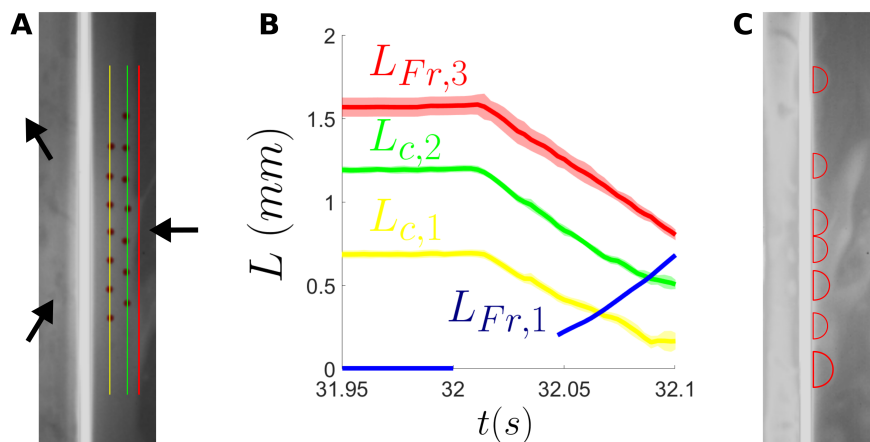 A
B
C
2
1.5
1
0.5
0
L (mm)
L_{Fr,3}
L_{c,2}
L_{c,1}
L_{Fr,1}
31.95 32 32.05 32.1
t(s)